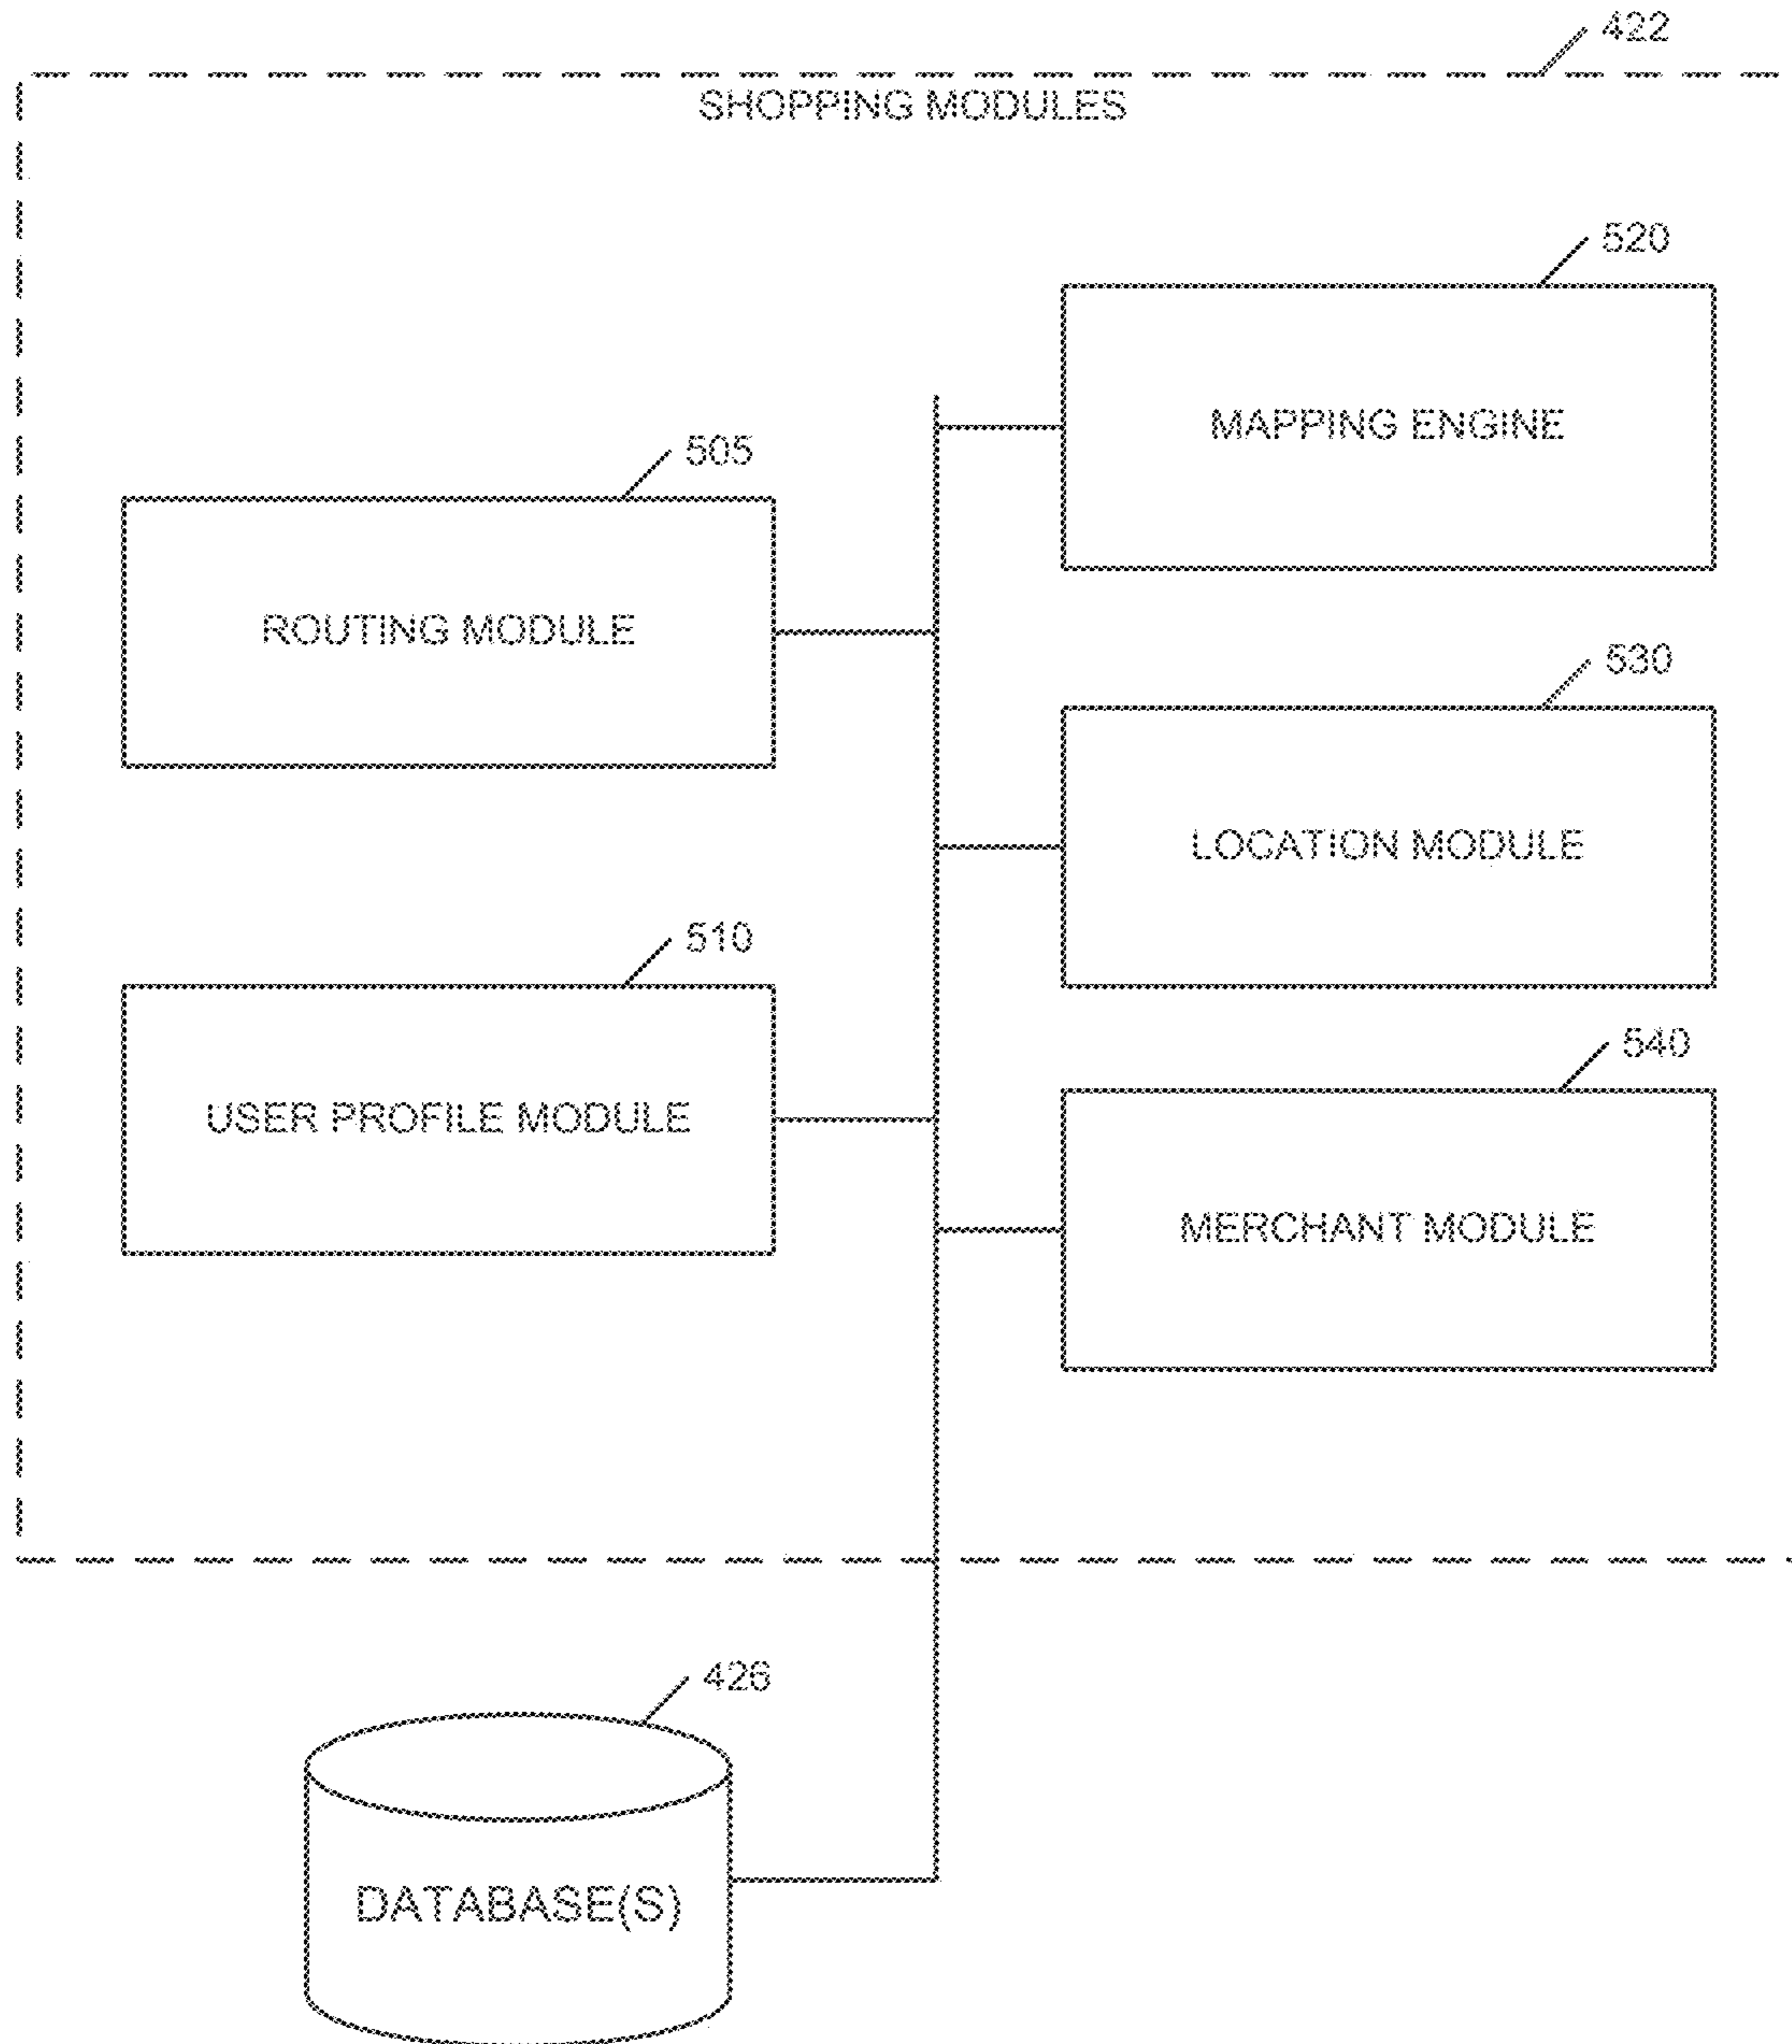 422
SHOPPING MODULES
520
MAPPING ENGINE
505
ROUTING MODULE
530
LOCATION MODULE
510
USER PROFILE MODULE
540
MERCHANT MODULE
426
DATABASE(S)